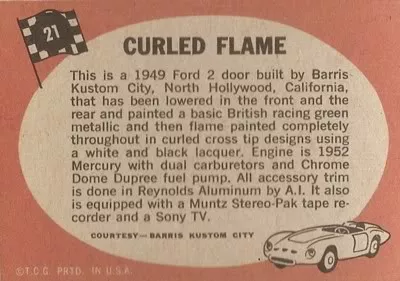 21
CURLED FLAME
This is a 1949 Ford 2 door built by Barris
Kustom City, North Hollywood, California,
that has been lowered in the front and the
rear and painted a basic British racing green
metallic and then flame painted completely
throughout in curled cross tip designs using
a white and black lacquer. Engine is 1952
Mercury with dual carburetors and Chrome
Dome Dupree fuel pump. All accessory trim
is done in Reynolds Aluminum by A.I. It also
is equipped with a Muntz Stereo-Pak tape re-
corder and a Sony TV.
COURTESY—BARRIS KUSTOM CITY
©T.C.G. PRTD. IN U.S.A.